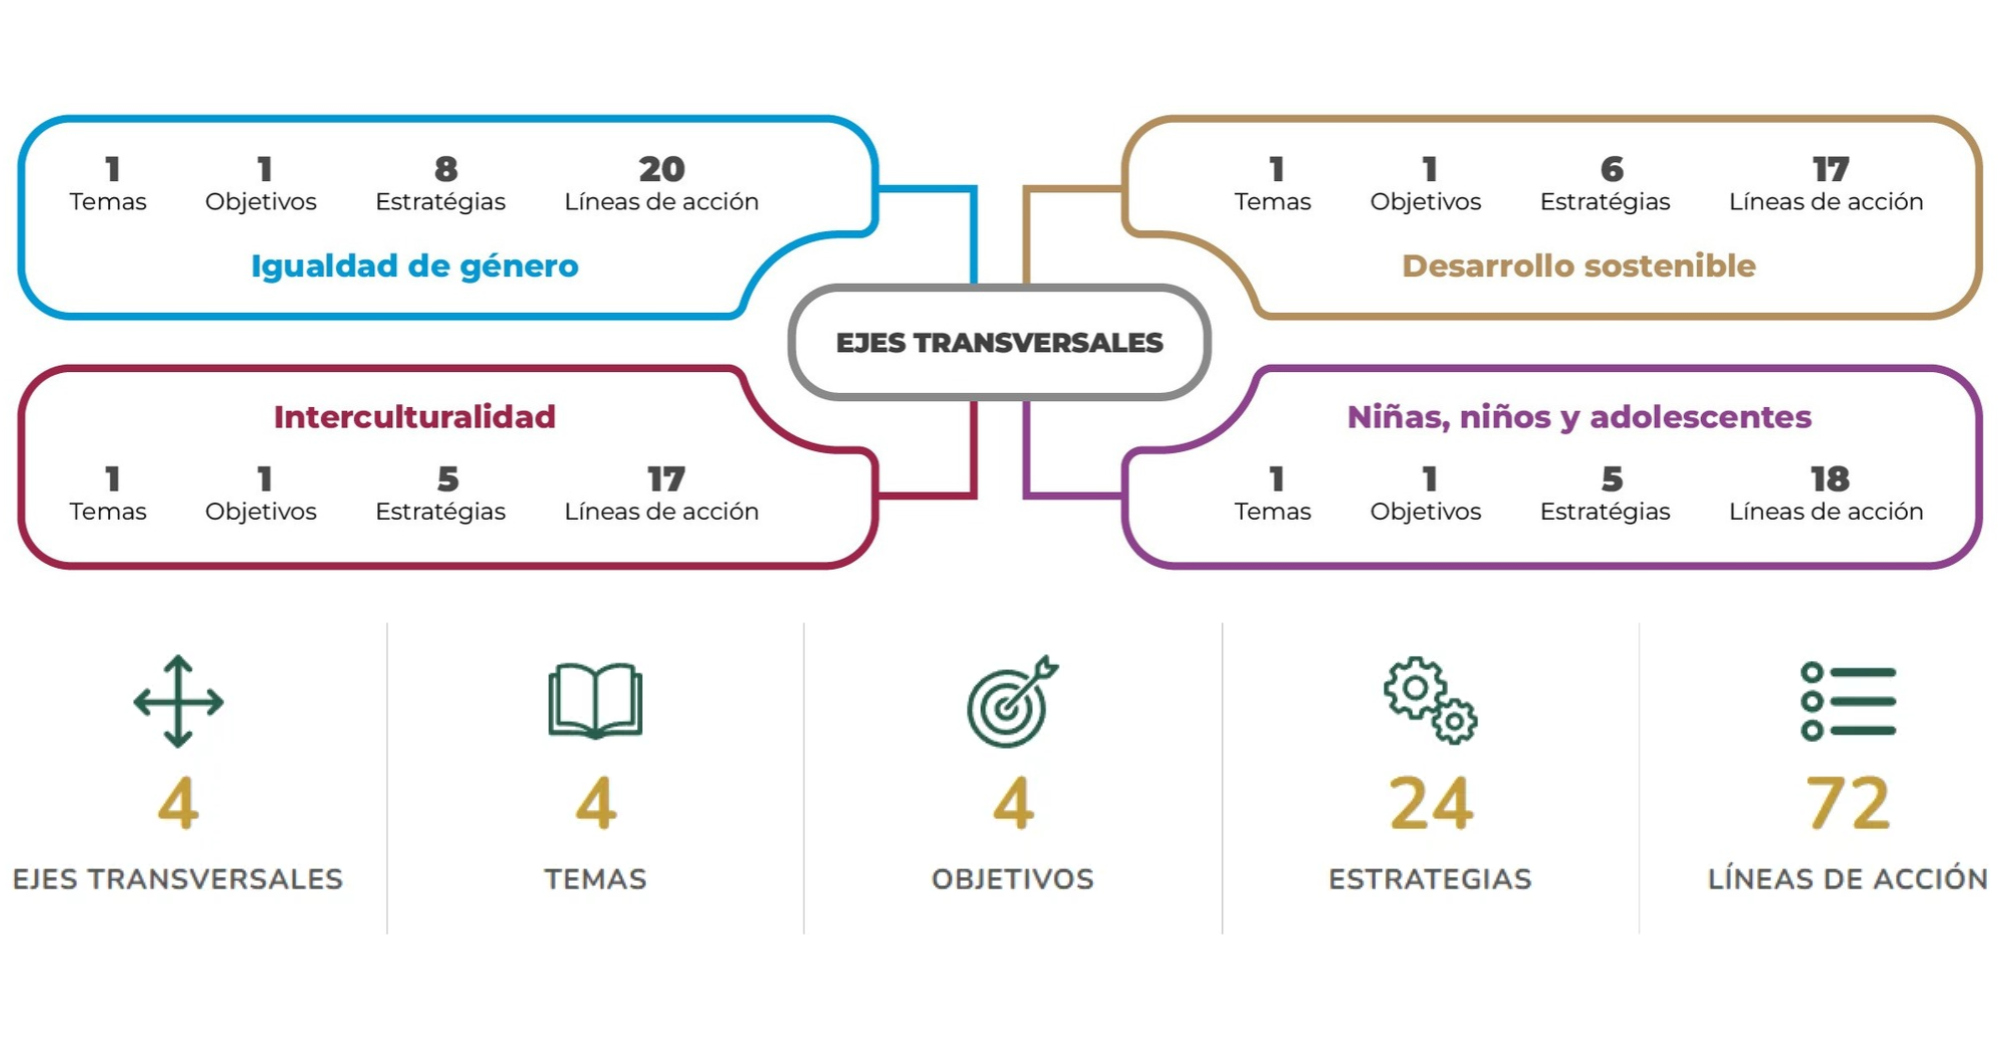 1 1 8 20
Temas Objetivos Estratégias Líneas de acción
Igualdad de género
1 1 6 17
Temas Objetivos Estratégias Líneas de acción
Desarrollo sostenible
EJES TRANSVERSALES
Interculturalidad
1 1 5 17
Temas Objetivos Estratégias Líneas de acción
Niñas, niños y adolescentes
1 1 5 18
Temas Objetivos Estratégias Líneas de acción
4 4 4 24 72
EJES TRANSVERSALES TEMAS OBJETIVOS ESTRATEGIAS LÍNEAS DE ACCIÓN